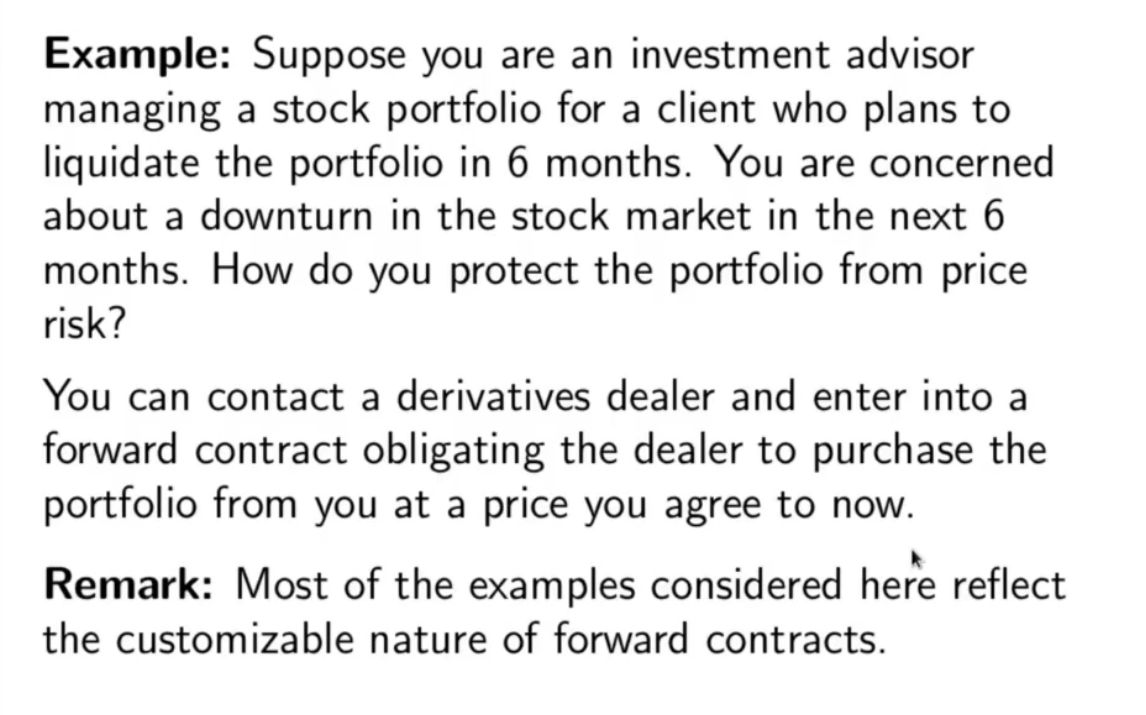 Example: Suppose you are an investment advisor
managing a stock portfolio for a client who plans to
liquidate the portfolio in 6 months. You are concerned
about a downturn in the stock market in the next 6
months. How do you protect the portfolio from price
risk?
You can contact a derivatives dealer and enter into a
forward contract obligating the dealer to purchase the
portfolio from you at a price you agree to now.
Remark: Most of the examples considered here reflect
the customizable nature of forward contracts.